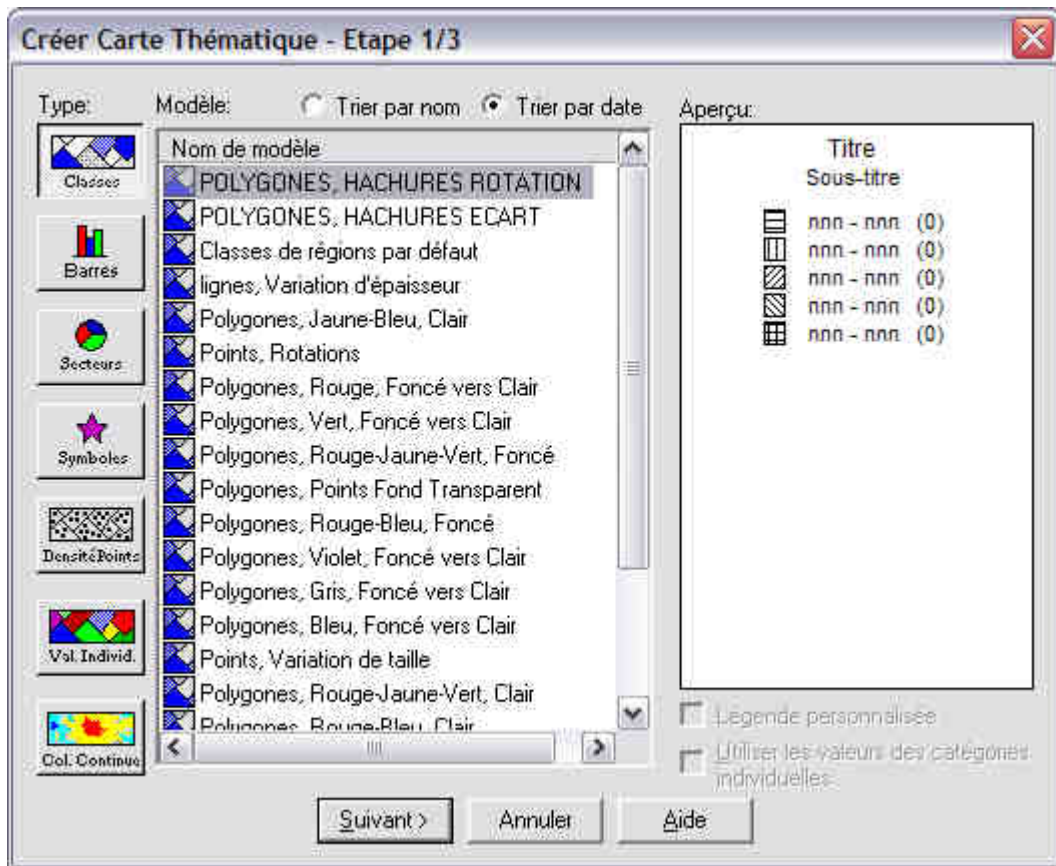 Créer Carte Thématique - Etape 1/3
Type:
Modèle:
Trier par nom
Trier par date
Aperçu:
Classes
Barres
Secteurs
Symboles
DensitéPoints
Val. Individ.
Col. Continue
Nom de modèle
POLYGONES, HACHURES ROTATION
POLYGONES, HACHURES ECART
Classes de régions par défaut
lignes, Variation d'épaisseur
Polygones, Jaune-Bleu, Clair
Points, Rotations
Polygones, Rouge, Foncé vers Clair
Polygones, Vert, Foncé vers Clair
Polygones, Rouge-Jaune-Vert, Foncé
Polygones, Points Fond Transparent
Polygones, Rouge-Bleu, Foncé
Polygones, Violet, Foncé vers Clair
Polygones, Gris, Foncé vers Clair
Polygones, Bleu, Foncé vers Clair
Points, Variation de taille
Polygones, Rouge-Jaune-Vert, Clair
Polygones, Rouge-Bleu, Clair
Titre
Sous-titre
nnn - nnn (0)
nnn - nnn (0)
nnn - nnn (0)
nnn - nnn (0)
nnn - nnn (0)
Légende personnalisée
Utiliser les valeurs des catégories
individuelles
Suivant >
Annuler
Aide